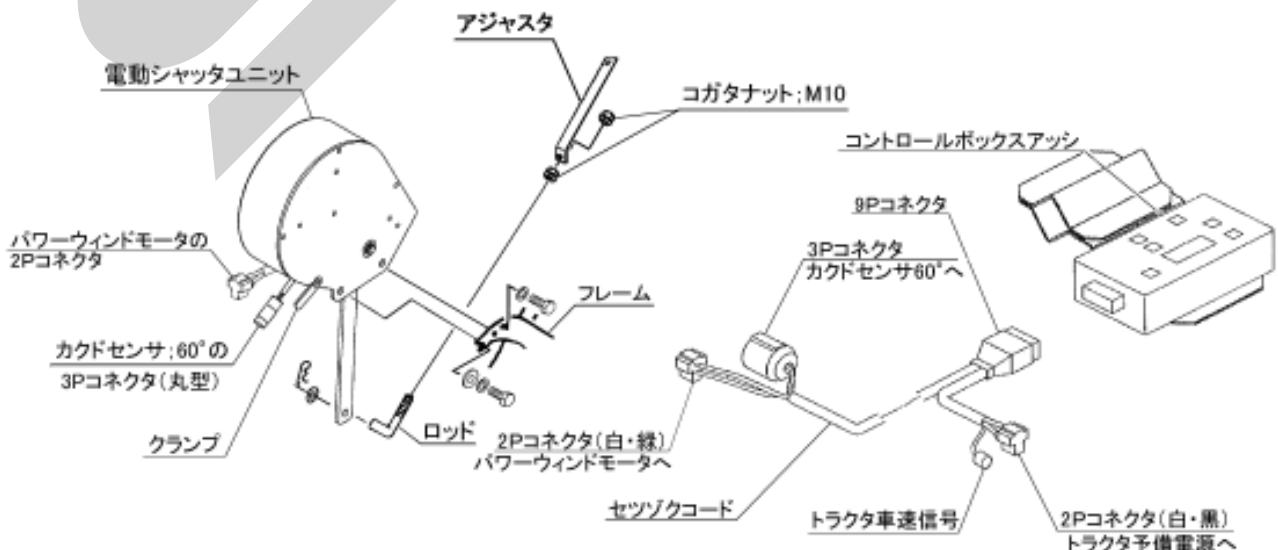 アジャスタ
電動シャッタユニット
コガタナット;M10
コントロールボックスアッシ
9Pコネクタ
パワーウィンドモータの
2Pコネクタ
3Pコネクタ
カクドセンサ60°へ
フレーム
カクドセンサ;60°の
3Pコネクタ(丸型)
クランプ
ロッド
2Pコネクタ(白・緑)
パワーウィンドモータへ
セツゾクコード
トラクタ車速信号
2Pコネクタ(白・黒)
トラクタ予備電源へ